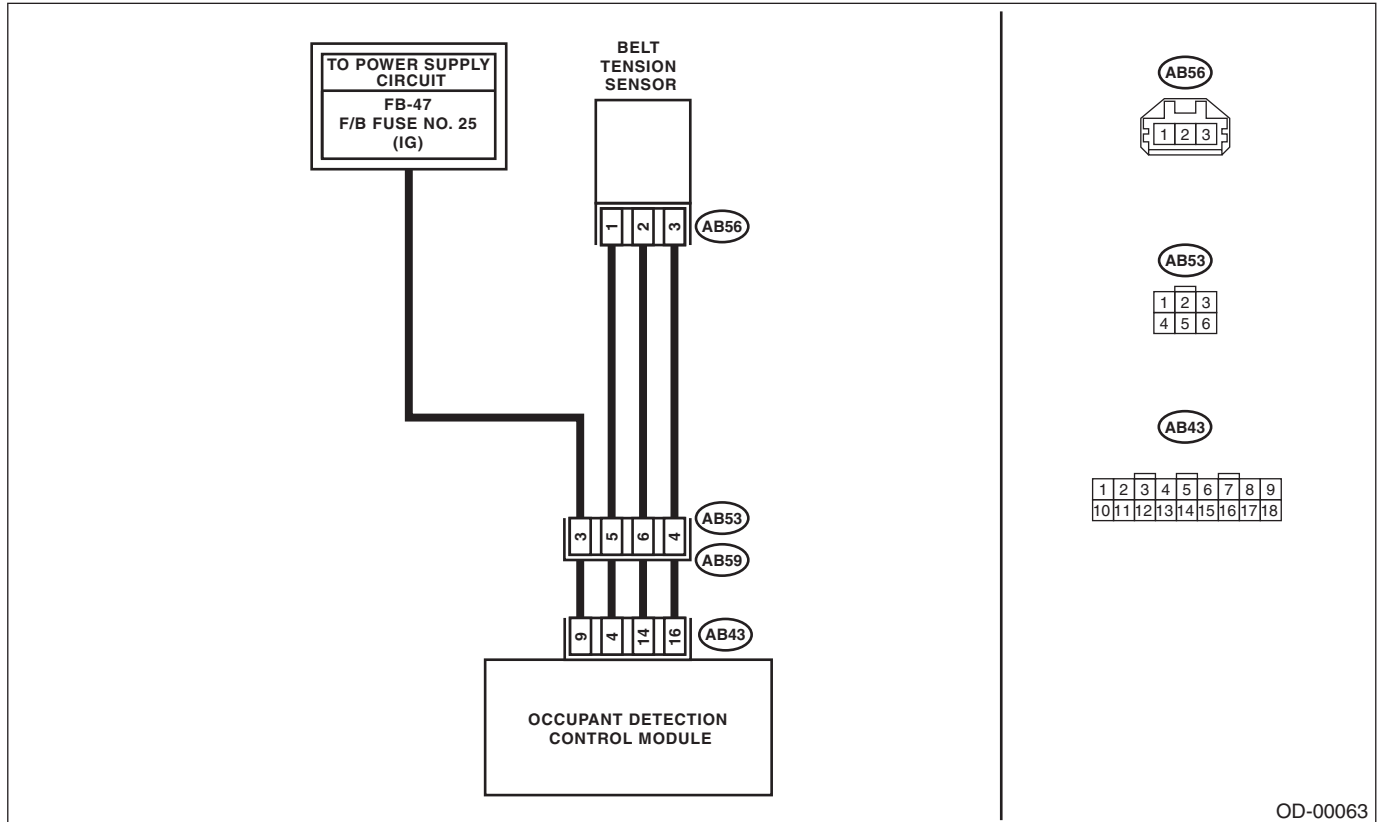 TO POWER SUPPLY
CIRCUIT
FB-47
F/B FUSE NO. 25
(IG)
BELT
TENSION
SENSOR
1 2 3
AB56
3 5 6 4
AB53
AB59
9 4 14 16
AB43
OCCUPANT DETECTION
CONTROL MODULE
AB56
1 2 3
AB53
1 2 3
4 5 6
AB43
1 2 3 4 5 6 7 8 9
10 11 12 13 14 15 16 17 18
OD-00063